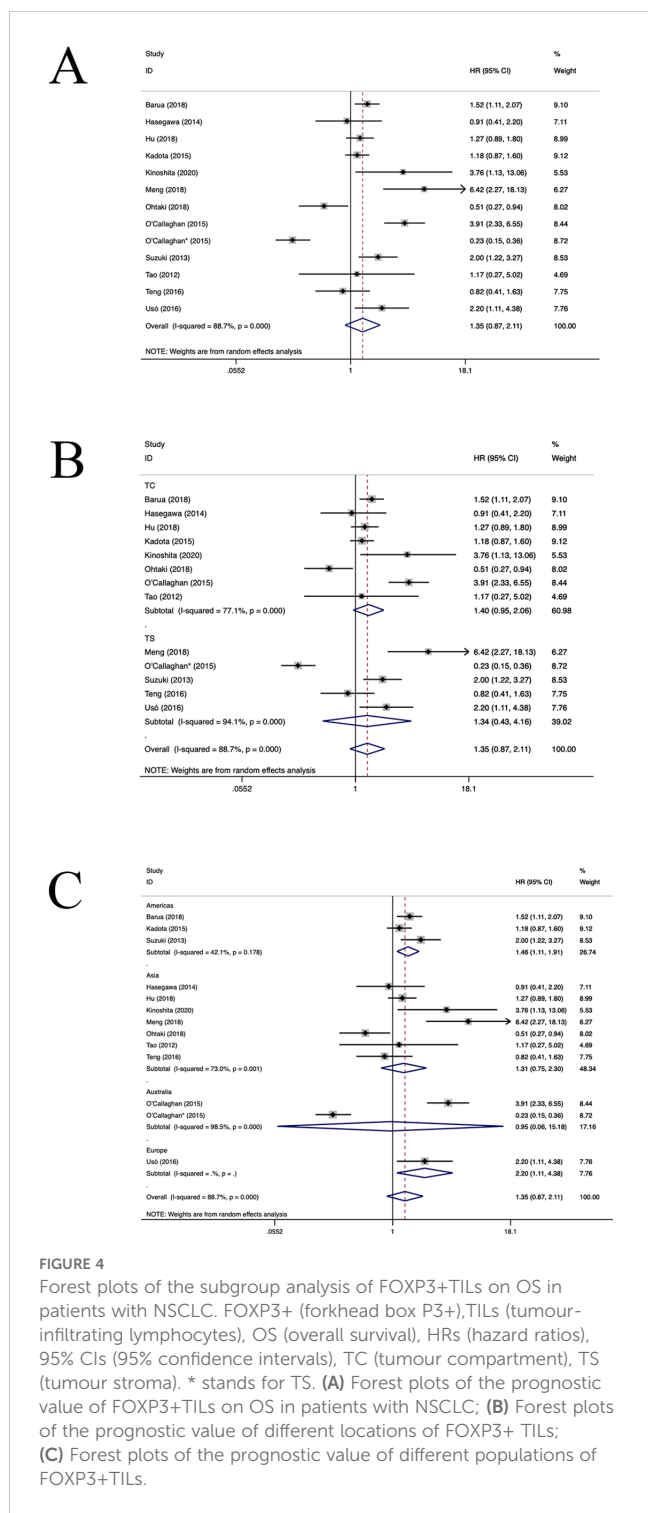 A
Study %
ID HR (95% CI) Weight
Barua (2018) 1.52 (1.11, 2.07) 9.10
Hasegawa (2014) 0.91 (0.41, 2.20) 7.11
Hu (2018) 1.27 (0.89, 1.80) 8.99
Kadota (2015) 1.18 (0.87, 1.60) 9.12
Kinoshita (2020) 3.76 (1.13, 13.06) 5.53
Meng (2018) 6.42 (2.27, 18.13) 6.27
Ohtaki (2018) 0.51 (0.27, 0.94) 8.02
O'Callaghan (2015) 3.91 (2.33, 6.55) 8.44
O'Callaghan* (2015) 0.23 (0.15, 0.36) 8.72
Suzuki (2013) 2.00 (1.22, 3.27) 8.53
Tao (2012) 1.17 (0.27, 5.02) 4.69
Teng (2016) 0.82 (0.41, 1.63) 7.75
Usó (2016) 2.20 (1.11, 4.38) 7.76
Overall (I-squared = 88.7%, p = 0.000) 1.35 (0.87, 2.11) 100.00
NOTE: Weights are from random effects analysis
.0552 1 18.1
B
Study %
ID HR (95% CI) Weight
TC
Barua (2018) 1.52 (1.11, 2.07) 9.10
Hasegawa (2014) 0.91 (0.41, 2.20) 7.11
Hu (2018) 1.27 (0.89, 1.80) 8.99
Kadota (2015) 1.18 (0.87, 1.60) 9.12
Kinoshita (2020) 3.76 (1.13, 13.06) 5.53
Ohtaki (2018) 0.51 (0.27, 0.94) 8.02
O'Callaghan (2015) 3.91 (2.33, 6.55) 8.44
Tao (2012) 1.17 (0.27, 5.02) 4.69
Subtotal (I-squared = 77.1%, p = 0.000) 1.40 (0.95, 2.06) 60.98
.
TS
Meng (2018) 6.42 (2.27, 18.13) 6.27
O'Callaghan* (2015) 0.23 (0.15, 0.36) 8.72
Suzuki (2013) 2.00 (1.22, 3.27) 8.53
Teng (2016) 0.82 (0.41, 1.63) 7.75
Usó (2016) 2.20 (1.11, 4.38) 7.76
Subtotal (I-squared = 94.1%, p = 0.000) 1.34 (0.43, 4.16) 39.02
.
Overall (I-squared = 88.7%, p = 0.000) 1.35 (0.87, 2.11) 100.00
NOTE: Weights are from random effects analysis
.0552 1 18.1
C
Study %
ID HR (95% CI) Weight
Americas
Barua (2018) 1.52 (1.11, 2.07) 9.10
Kadota (2015) 1.18 (0.87, 1.60) 9.12
Suzuki (2013) 2.00 (1.22, 3.27) 8.53
Subtotal (I-squared = 42.1%, p = 0.178) 1.46 (1.11, 1.91) 26.74
.
Asia
Hasegawa (2014) 0.91 (0.41, 2.20) 7.11
Hu (2018) 1.27 (0.89, 1.80) 8.99
Kinoshita (2020) 3.76 (1.13, 13.06) 5.53
Meng (2018) 6.42 (2.27, 18.13) 6.27
Ohtaki (2018) 0.51 (0.27, 0.94) 8.02
Tao (2012) 1.17 (0.27, 5.02) 4.69
Teng (2016) 0.82 (0.41, 1.63) 7.75
Subtotal (I-squared = 73.0%, p = 0.001) 1.31 (0.75, 2.30) 48.34
.
Australia
O'Callaghan (2015) 3.91 (2.33, 6.55) 8.44
O'Callaghan* (2015) 0.23 (0.15, 0.36) 8.72
Subtotal (I-squared = 98.5%, p = 0.000) 0.95 (0.06, 15.18) 17.16
.
Europe
Usó (2016) 2.20 (1.11, 4.38) 7.76
Subtotal (I-squared = .%, p = .) 2.20 (1.11, 4.38) 7.76
.
Overall (I-squared = 88.7%, p = 0.000) 1.35 (0.87, 2.11) 100.00
NOTE: Weights are from random effects analysis
.0552 1 18.1
FIGURE 4
Forest plots of the subgroup analysis of FOXP3+TILs on OS in
patients with NSCLC. FOXP3+ (forkhead box P3+),TILs (tumour-
infiltrating lymphocytes), OS (overall survival), HRs (hazard ratios),
95% CIs (95% confidence intervals), TC (tumour compartment), TS
(tumour stroma). * stands for TS. (A) Forest plots of the prognostic
value of FOXP3+TILs on OS in patients with NSCLC; (B) Forest plots
of the prognostic value of different locations of FOXP3+ TILs;
(C) Forest plots of the prognostic value of different populations of
FOXP3+TILs.